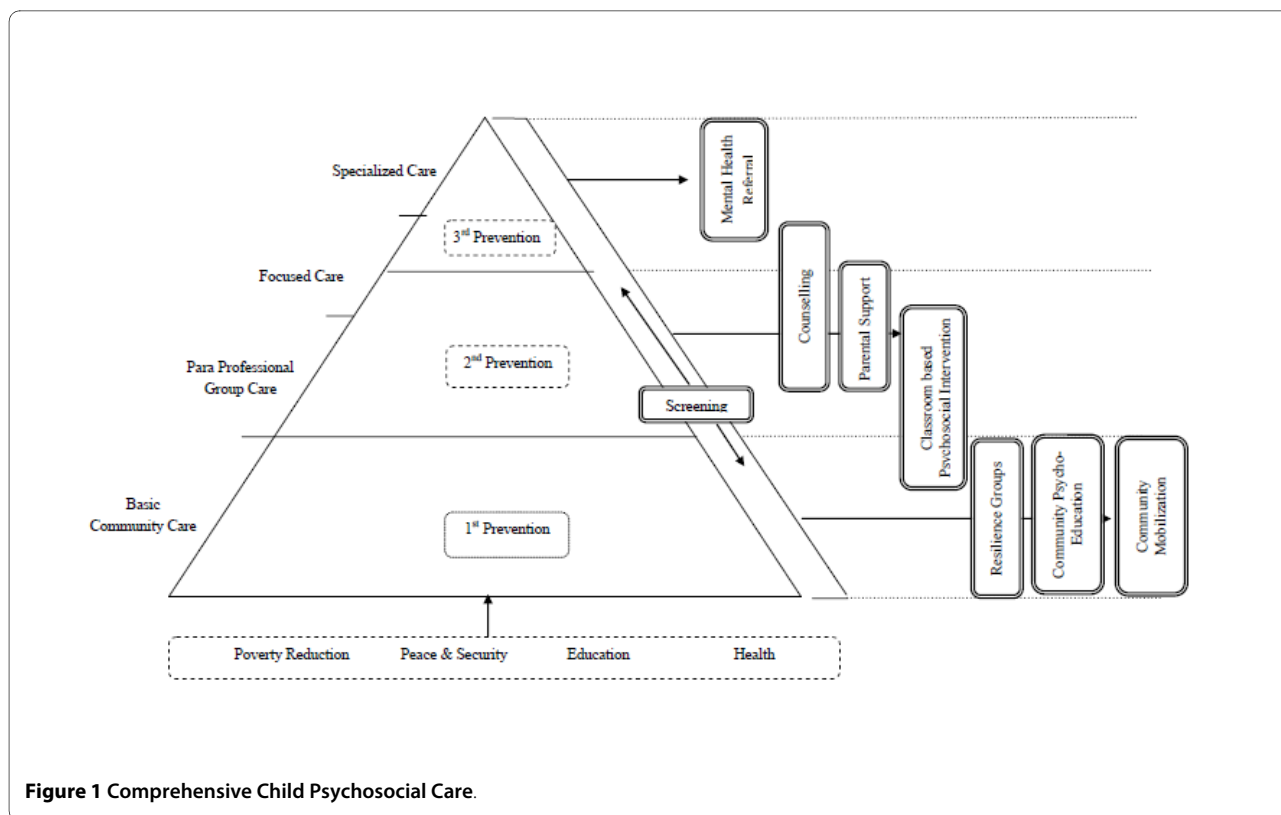 Specialized Care
3rd Prevention
Focused Care
2nd Prevention
Para Professional
Group Care
Screening
Basic
Community Care
1st Prevention
Poverty Reduction Peace & Security Education Health
Mental Health
Referral
Counselling
Parental Support
Classroom based
Psychosocial Intervention
Resilience Groups
Community Psycho-
Education
Community
Mobilization
Figure 1 Comprehensive Child Psychosocial Care.